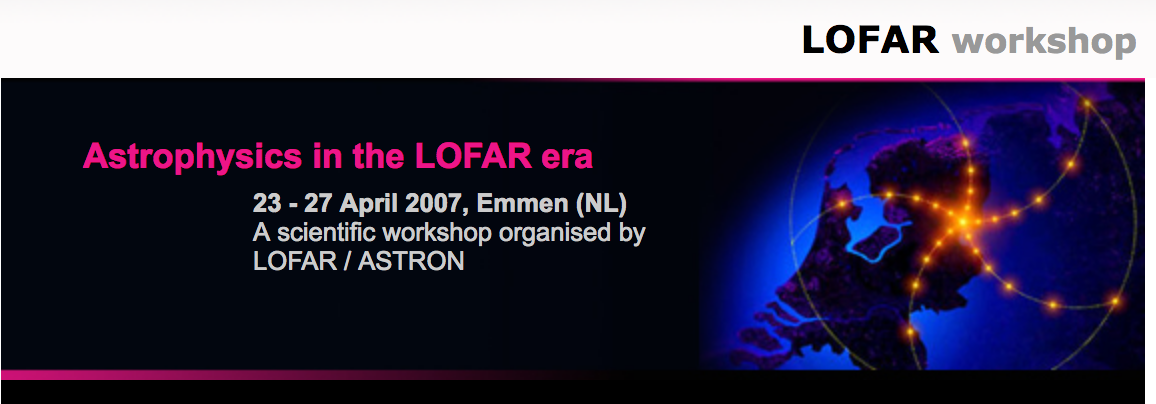 LOFAR workshop
Astrophysics in the LOFAR era
23 - 27 April 2007, Emmen (NL)
A scientific workshop organised by
LOFAR / ASTRON